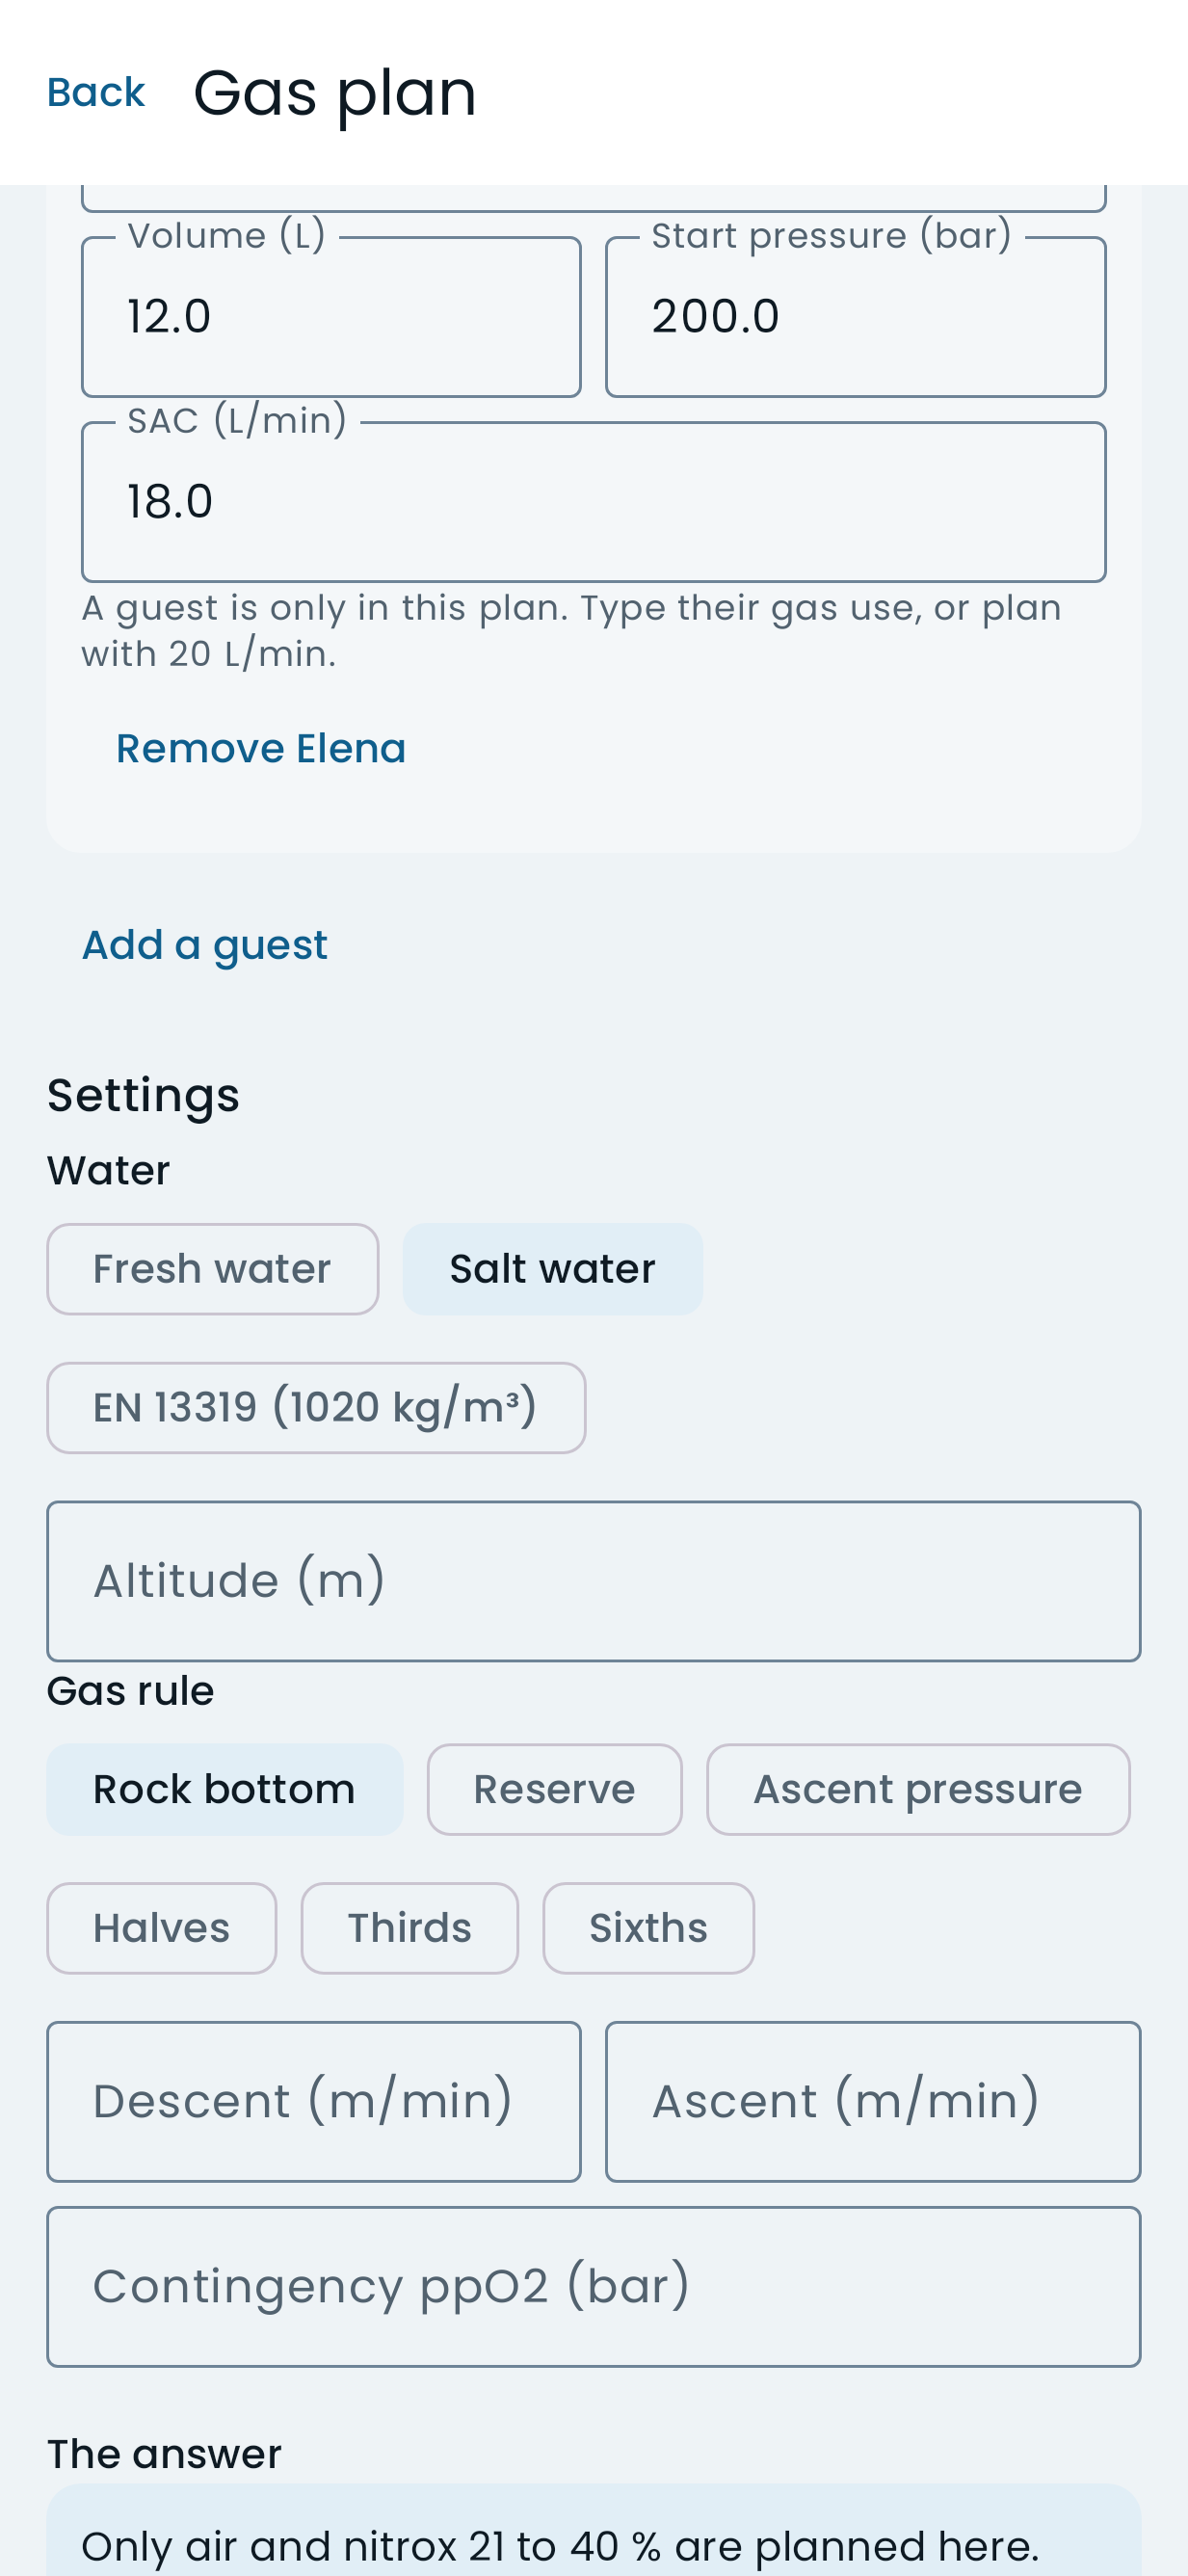 Back Gas plan
Volume (L) Start pressure (bar)
12.0 200.0
SAC (L/min)
18.0
A guest is only in this plan. Type their gas use, or plan
with 20 L/min.
Remove Elena
Add a guest
Settings
Water
Fresh water Salt water
EN 13319 (1020 kg/m³)
Altitude (m)
Gas rule
Rock bottom Reserve Ascent pressure
Halves Thirds Sixths
Descent (m/min) Ascent (m/min)
Contingency ppO2 (bar)
The answer
Only air and nitrox 21 to 40 % are planned here.